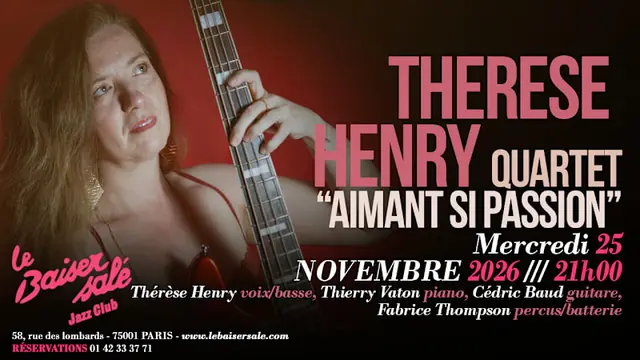 THERESE
HENRY QUARTET
"AIMANT SI PASSION"
Mercredi 25
NOVEMBRE 2026 /// 21h00
Thérèse Henry voix/basse, Thierry Vaton piano, Cédric Baud guitare,
Fabrice Thompson percus/batterie
le
Baiser
salé
Jazz Club
58, rue des lombards - 75001 PARIS - www.lebaisersale.com
RÉSERVATIONS 01 42 33 37 71